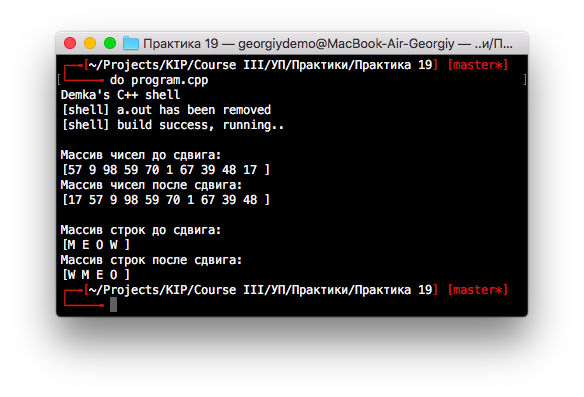 Практика 19 — georgiydemo@MacBook-Air-Georgiy — ..и/П...
[~/Projects/KIP/Course III/УП/Практики/Практика 19] [master*]
do program.cpp
Demka's C++ shell
[shell] a.out has been removed
[shell] build success, running..
Массив чисел до сдвига:
[57 9 98 59 70 1 67 39 48 17 ]
Массив чисел после сдвига:
[17 57 9 98 59 70 1 67 39 48 ]
Массив строк до сдвига:
[M E O W ]
Массив строк после сдвига:
[W M E O ]
[~/Projects/KIP/Course III/УП/Практики/Практика 19] [master*]